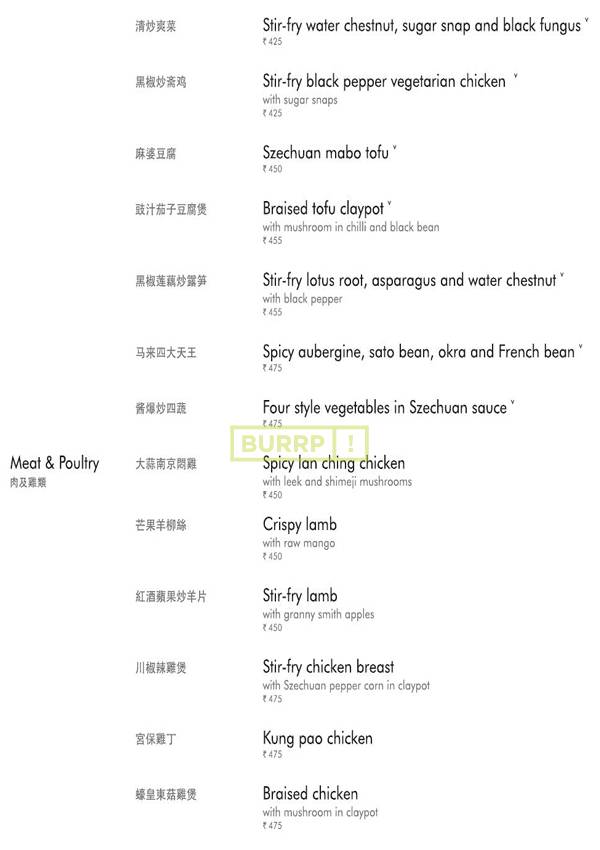 清炒爽菜
Stir-fry water chestnut, sugar snap and black fungus v
₹ 425
黑椒炒斋鸡
Stir-fry black pepper vegetarian chicken v
with sugar snaps
₹ 425
麻婆豆腐
Szechuan mabo tofu v
₹ 450
豉汁茄子豆腐煲
Braised tofu claypot v
with mushroom in chilli and black bean
₹ 455
黑椒莲藕炒露笋
Stir-fry lotus root, asparagus and water chestnut v
with black pepper
₹ 455
马来四大天王
Spicy aubergine, sato bean, okra and French bean v
₹ 475
酱爆炒四蔬
Four style vegetables in Szechuan sauce v
₹ 475
BURRP!
Meat & Poultry
肉及雞類
大蒜南京悶雞
Spicy lan ching chicken
with leek and shimeji mushrooms
₹ 450
芒果羊柳絲
Crispy lamb
with raw mango
₹ 450
紅酒蘋果炒羊片
Stir-fry lamb
with granny smith apples
₹ 450
川椒辣雞煲
Stir-fry chicken breast
with Szechuan pepper corn in claypot
₹ 475
宮保雞丁
Kung pao chicken
₹ 475
蠔皇東菇雞煲
Braised chicken
with mushroom in claypot
₹ 475